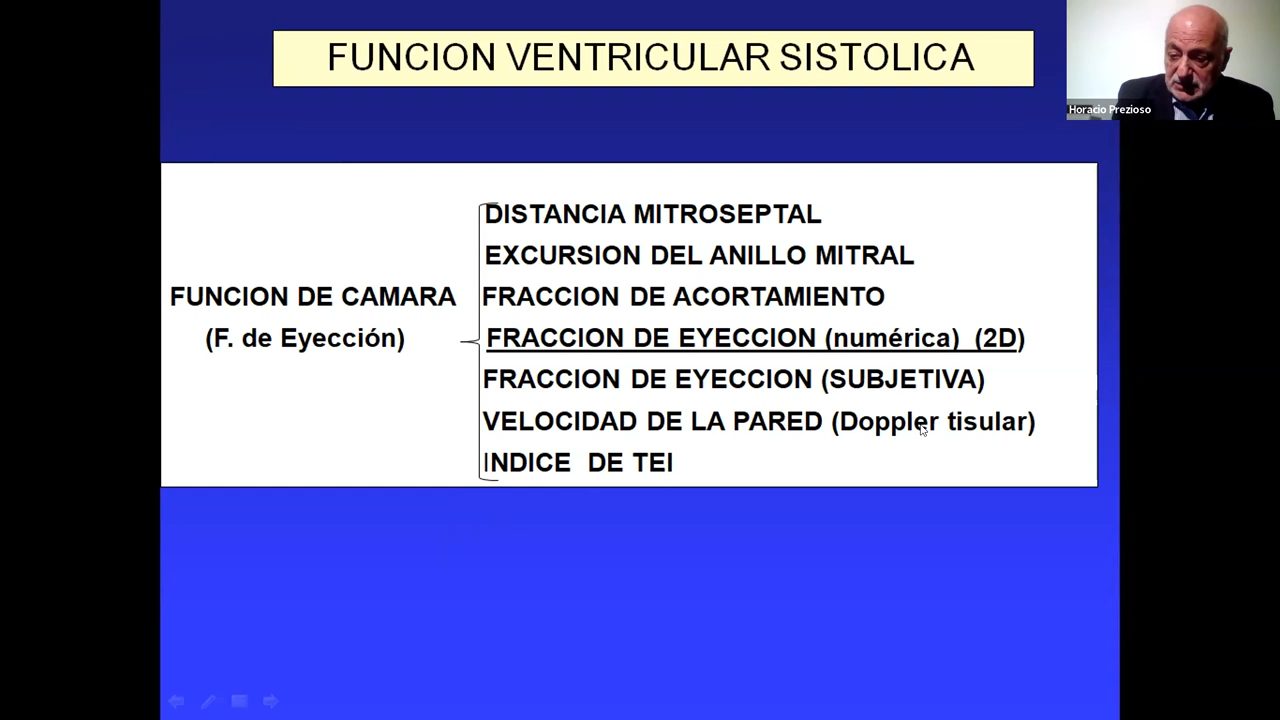 FUNCION VENTRICULAR SISTOLICA
Horacio Prezioso
DISTANCIA MITROSEPTAL
EXCURSION DEL ANILLO MITRAL
FUNCION DE CAMARA
(F. de Eyección)
FRACCION DE ACORTAMIENTO
FRACCION DE EYECCION (numérica) (2D)
FRACCION DE EYECCION (SUBJETIVA)
VELOCIDAD DE LA PARED (Doppler tisular)
INDICE DE TEI